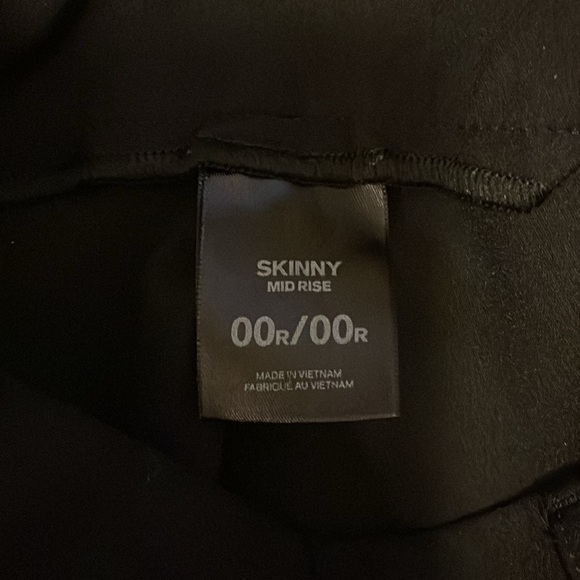 SKINNY
MID RISE
00R/00R
MADE IN VIETNAM
FABRIQUÉ AU VIETNAM